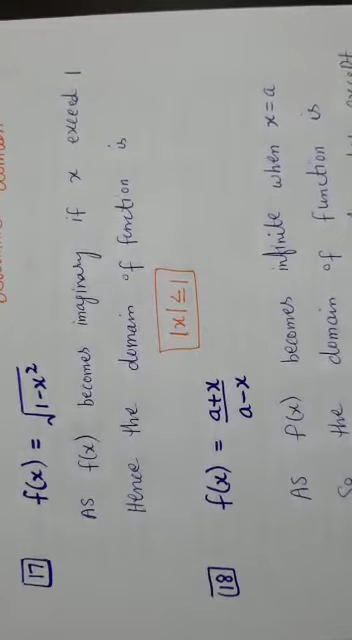 17 f(x) = √1-x²
AS f(x) becomes imaginary if x exceed 1
Hence the domain of function is
|x| ≤ 1
18 f(x) = a+x / a-x
AS f(x) becomes infinite when x = a
So the domain of function is
except